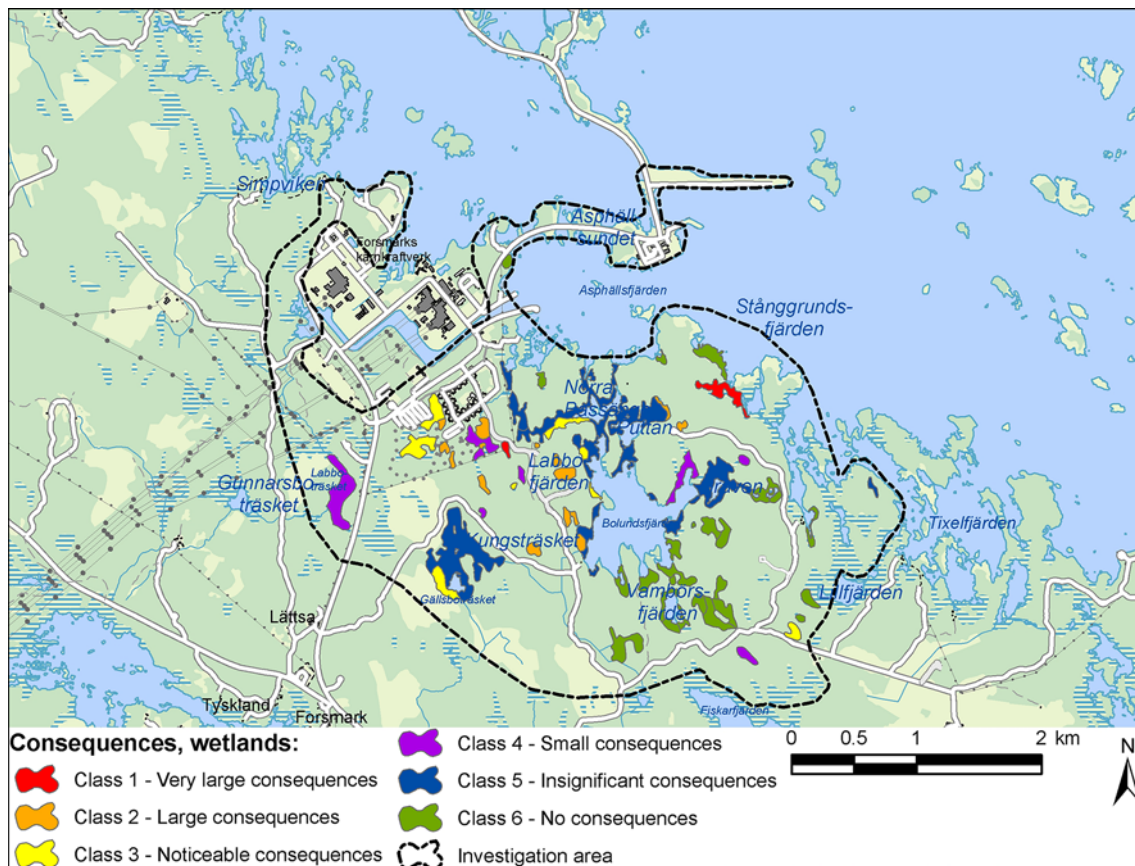 Simpviken
Asphäll
sundet
Forsmarks
kärnkraftverk
Asphällsfjärden
Stånggrunds-
fjärden
Norra
Puttan
Labbo
träsket
Gunnarsbo
träsket
Labbo
fjärden
Bolundsfjärden
Tixelfjärden
Kungsträsket
Gällsboträsket
Vambörs-
fjärden
Lillfjärden
Lättsa
Tyskland
Forsmark
Fiskarfjärden
Consequences, wetlands:
Class 1 - Very large consequences
Class 2 - Large consequences
Class 3 - Noticeable consequences
Class 4 - Small consequences
Class 5 - Insignificant consequences
Class 6 - No consequences
Investigation area
0 0.5 1 2 km
N